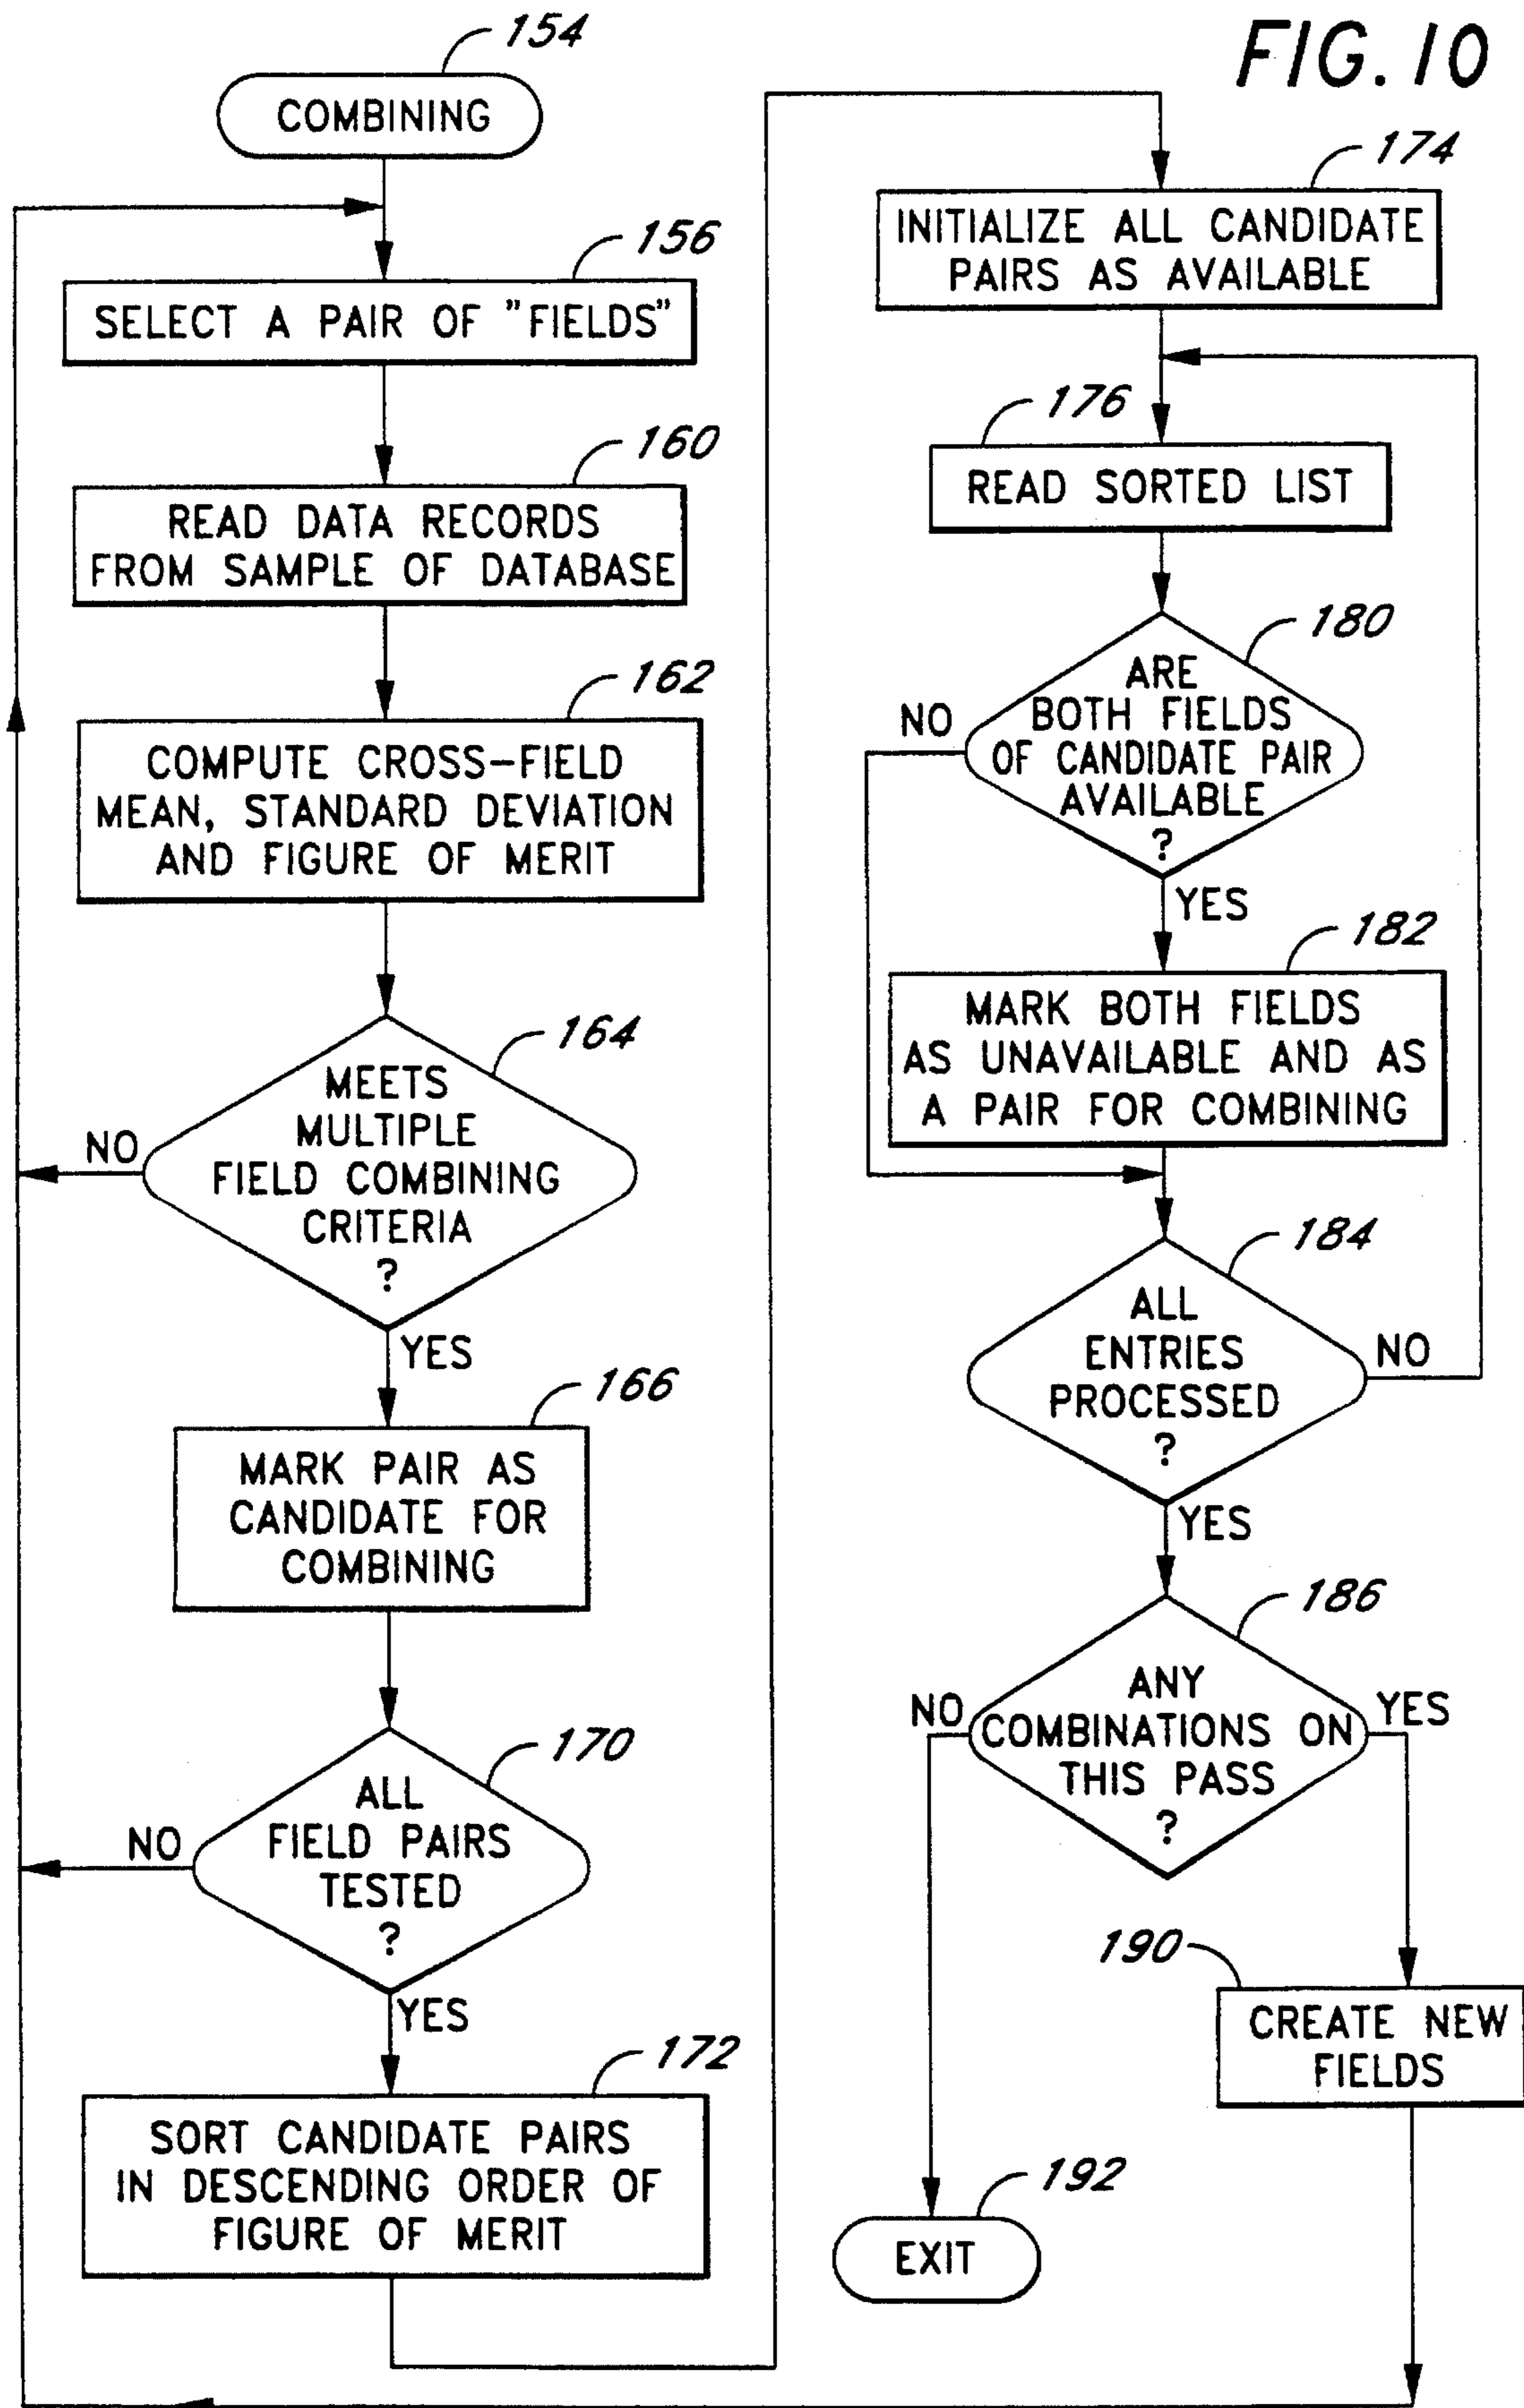 FIG. 10
154
COMBINING
156
SELECT A PAIR OF "FIELDS"
160
READ DATA RECORDS
FROM SAMPLE OF DATABASE
162
COMPUTE CROSS-FIELD
MEAN, STANDARD DEVIATION
AND FIGURE OF MERIT
164
MEETS
MULTIPLE
FIELD COMBINING
CRITERIA
?
NO
YES
166
MARK PAIR AS
CANDIDATE FOR
COMBINING
170
ALL
FIELD PAIRS
TESTED
?
NO
YES
172
SORT CANDIDATE PAIRS
IN DESCENDING ORDER OF
FIGURE OF MERIT
174
INITIALIZE ALL CANDIDATE
PAIRS AS AVAILABLE
176
READ SORTED LIST
180
ARE
BOTH FIELDS
OF CANDIDATE PAIR
AVAILABLE
?
NO
YES
182
MARK BOTH FIELDS
AS UNAVAILABLE AND AS
A PAIR FOR COMBINING
184
ALL
ENTRIES
PROCESSED
?
NO
YES
186
ANY
COMBINATIONS ON
THIS PASS
?
NO
YES
190
CREATE NEW
FIELDS
192
EXIT